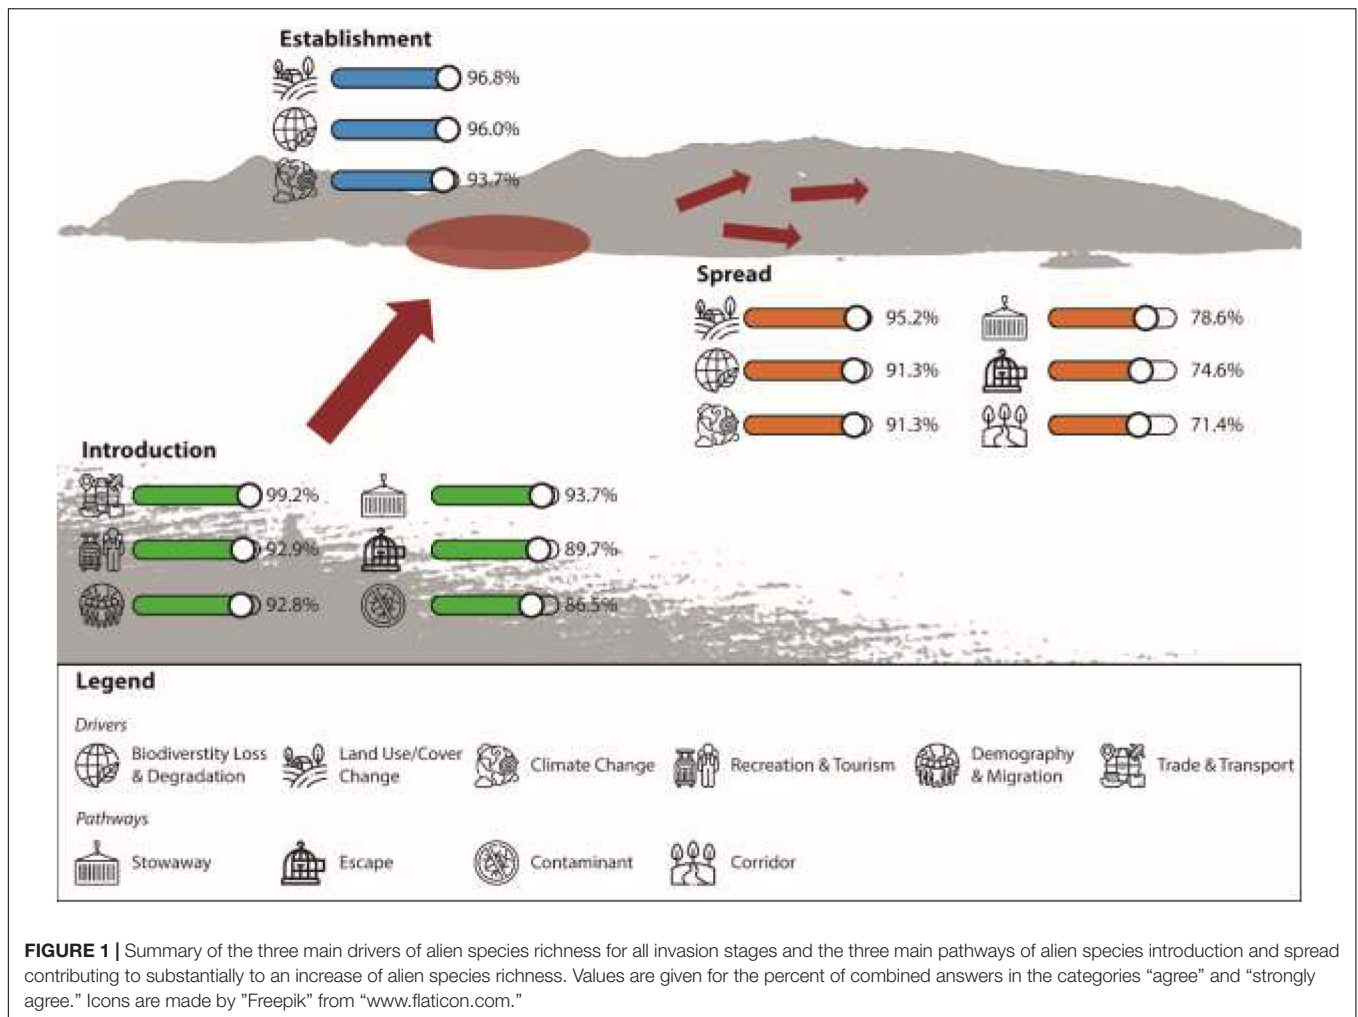 Establishment
96.8%
96.0%
93.7%
Spread
95.2%
78.6%
91.3%
74.6%
91.3%
71.4%
Introduction
99.2%
93.7%
92.9%
89.7%
92.8%
86.5%
Legend
Drivers
Biodiverstity Loss
& Degradation
Land Use/Cover
Change
Climate Change
Recreation & Tourism
Demography
& Migration
Trade & Transport
Pathways
Stowaway
Escape
Contaminant
Corridor
FIGURE 1 | Summary of the three main drivers of alien species richness for all invasion stages and the three main pathways of alien species introduction and spread
contributing to substantially to an increase of alien species richness. Values are given for the percent of combined answers in the categories “agree” and “strongly
agree.” Icons are made by ”Freepik” from “www.flaticon.com.”